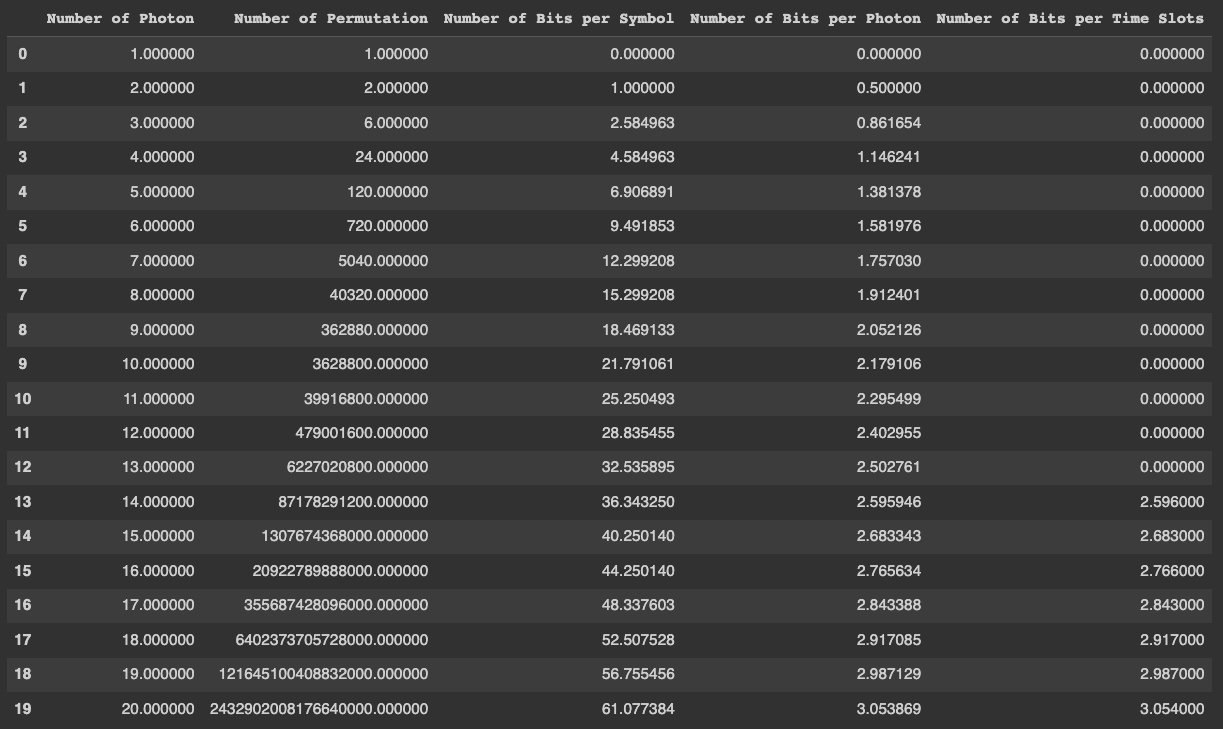 Number of Photon Number of Permutation Number of Bits per Symbol Number of Bits per Photon Number of Bits per Time Slots
0 1.000000 1.000000 0.000000 0.000000 0.000000
1 2.000000 2.000000 1.000000 0.500000 0.000000
2 3.000000 6.000000 2.584963 0.861654 0.000000
3 4.000000 24.000000 4.584963 1.146241 0.000000
4 5.000000 120.000000 6.906891 1.381378 0.000000
5 6.000000 720.000000 9.491853 1.581976 0.000000
6 7.000000 5040.000000 12.299208 1.757030 0.000000
7 8.000000 40320.000000 15.299208 1.912401 0.000000
8 9.000000 362880.000000 18.469133 2.052126 0.000000
9 10.000000 3628800.000000 21.791061 2.179106 0.000000
10 11.000000 39916800.000000 25.250493 2.295499 0.000000
11 12.000000 479001600.000000 28.835455 2.402955 0.000000
12 13.000000 6227020800.000000 32.535895 2.502761 0.000000
13 14.000000 87178291200.000000 36.343250 2.595946 2.596000
14 15.000000 1307674368000.000000 40.250140 2.683343 2.683000
15 16.000000 20922789888000.000000 44.250140 2.765634 2.766000
16 17.000000 355687428096000.000000 48.337603 2.843388 2.843000
17 18.000000 6402373705728000.000000 52.507528 2.917085 2.917000
18 19.000000 121645100408832000.000000 56.755456 2.987129 2.987000
19 20.000000 2432902008176640000.000000 61.077384 3.053869 3.054000